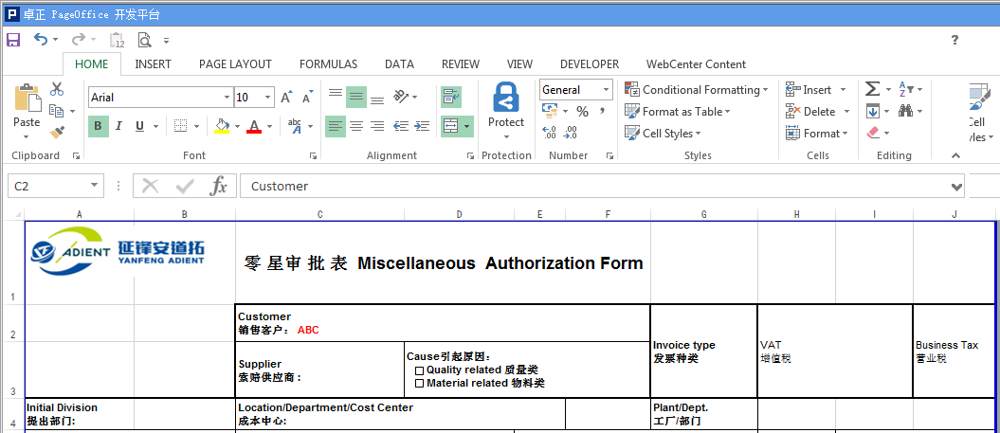 卓正 PageOffice 开发平台
12
?
HOME INSERT PAGE LAYOUT FORMULAS DATA REVIEW VIEW DEVELOPER WebCenter Content
Paste
Clipboard
Arial 10
A A
B I U
A
abc
A
Font
Alignment
Protect
Protection
General
% ,
.0 .00
.00 .0
Number
Conditional Formatting
Format as Table
Cell Styles
Styles
Insert
Delete
Format
Cells
Σ
A
Z
Editing
Cell
yles
C2
fx
Customer
A B C D E F G H I J
ADIENT 延锋安道拓
YANFENG ADIENT
零 星 审 批 表 Miscellaneous Authorization Form
1
Customer
销售客户： ABC
2
Invoice type
发票种类
VAT
增值税
Business Tax
营业税
Supplier
索赔供应商：
Cause引起原因：
Quality related 质量类
Material related 物料类
3
Initial Division
提出部门:
Location/Department/Cost Center
成本中心:
Plant/Dept.
工厂/部门
4